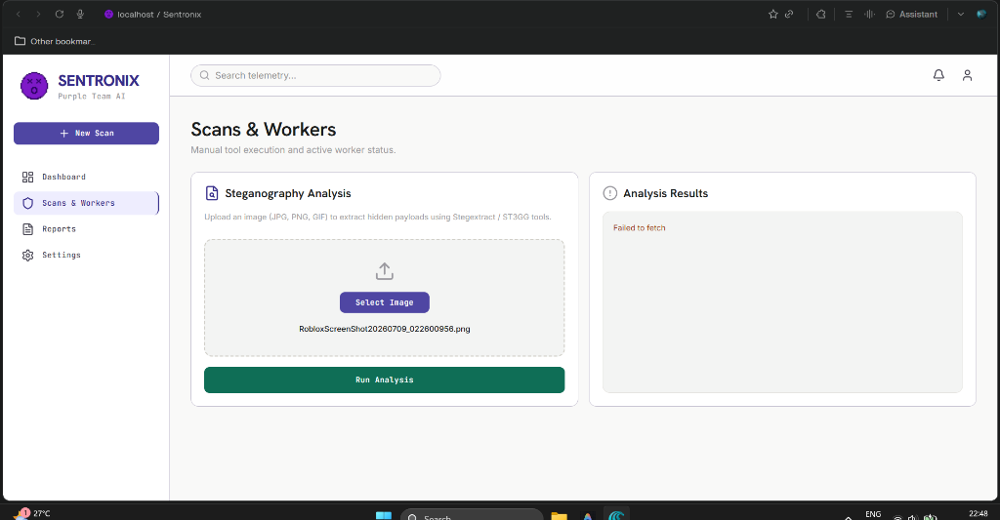 localhost / Sentronix
Assistant
Other bookmar...
SENTRONIX
Purple Team AI
Search telemetry...
+ New Scan
Dashboard
Scans & Workers
Reports
Settings
Scans & Workers
Manual tool execution and active worker status.
Steganography Analysis
Upload an image (JPG, PNG, GIF) to extract hidden payloads using Stegextract / ST3GG tools.
Select Image
RobloxScreenShot20260709_022600956.png
Run Analysis
Analysis Results
Failed to fetch
1
27°C
Search
ENG
22:48